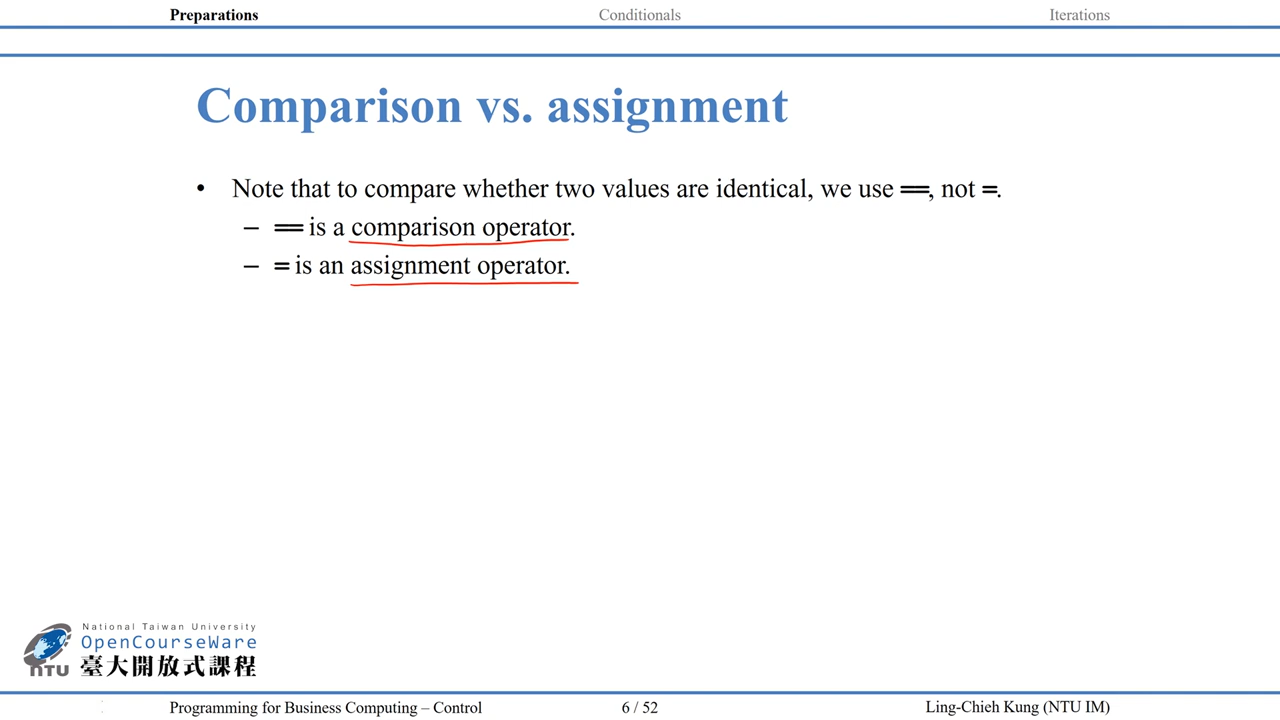 Preparations Conditionals Iterations
Comparison vs. assignment
• Note that to compare whether two values are identical, we use ==, not =.
– == is a comparison operator.
– = is an assignment operator.
National Taiwan University
OpenCourseWare
NTU 臺大開放式課程
Programming for Business Computing – Control 6 / 52 Ling-Chieh Kung (NTU IM)